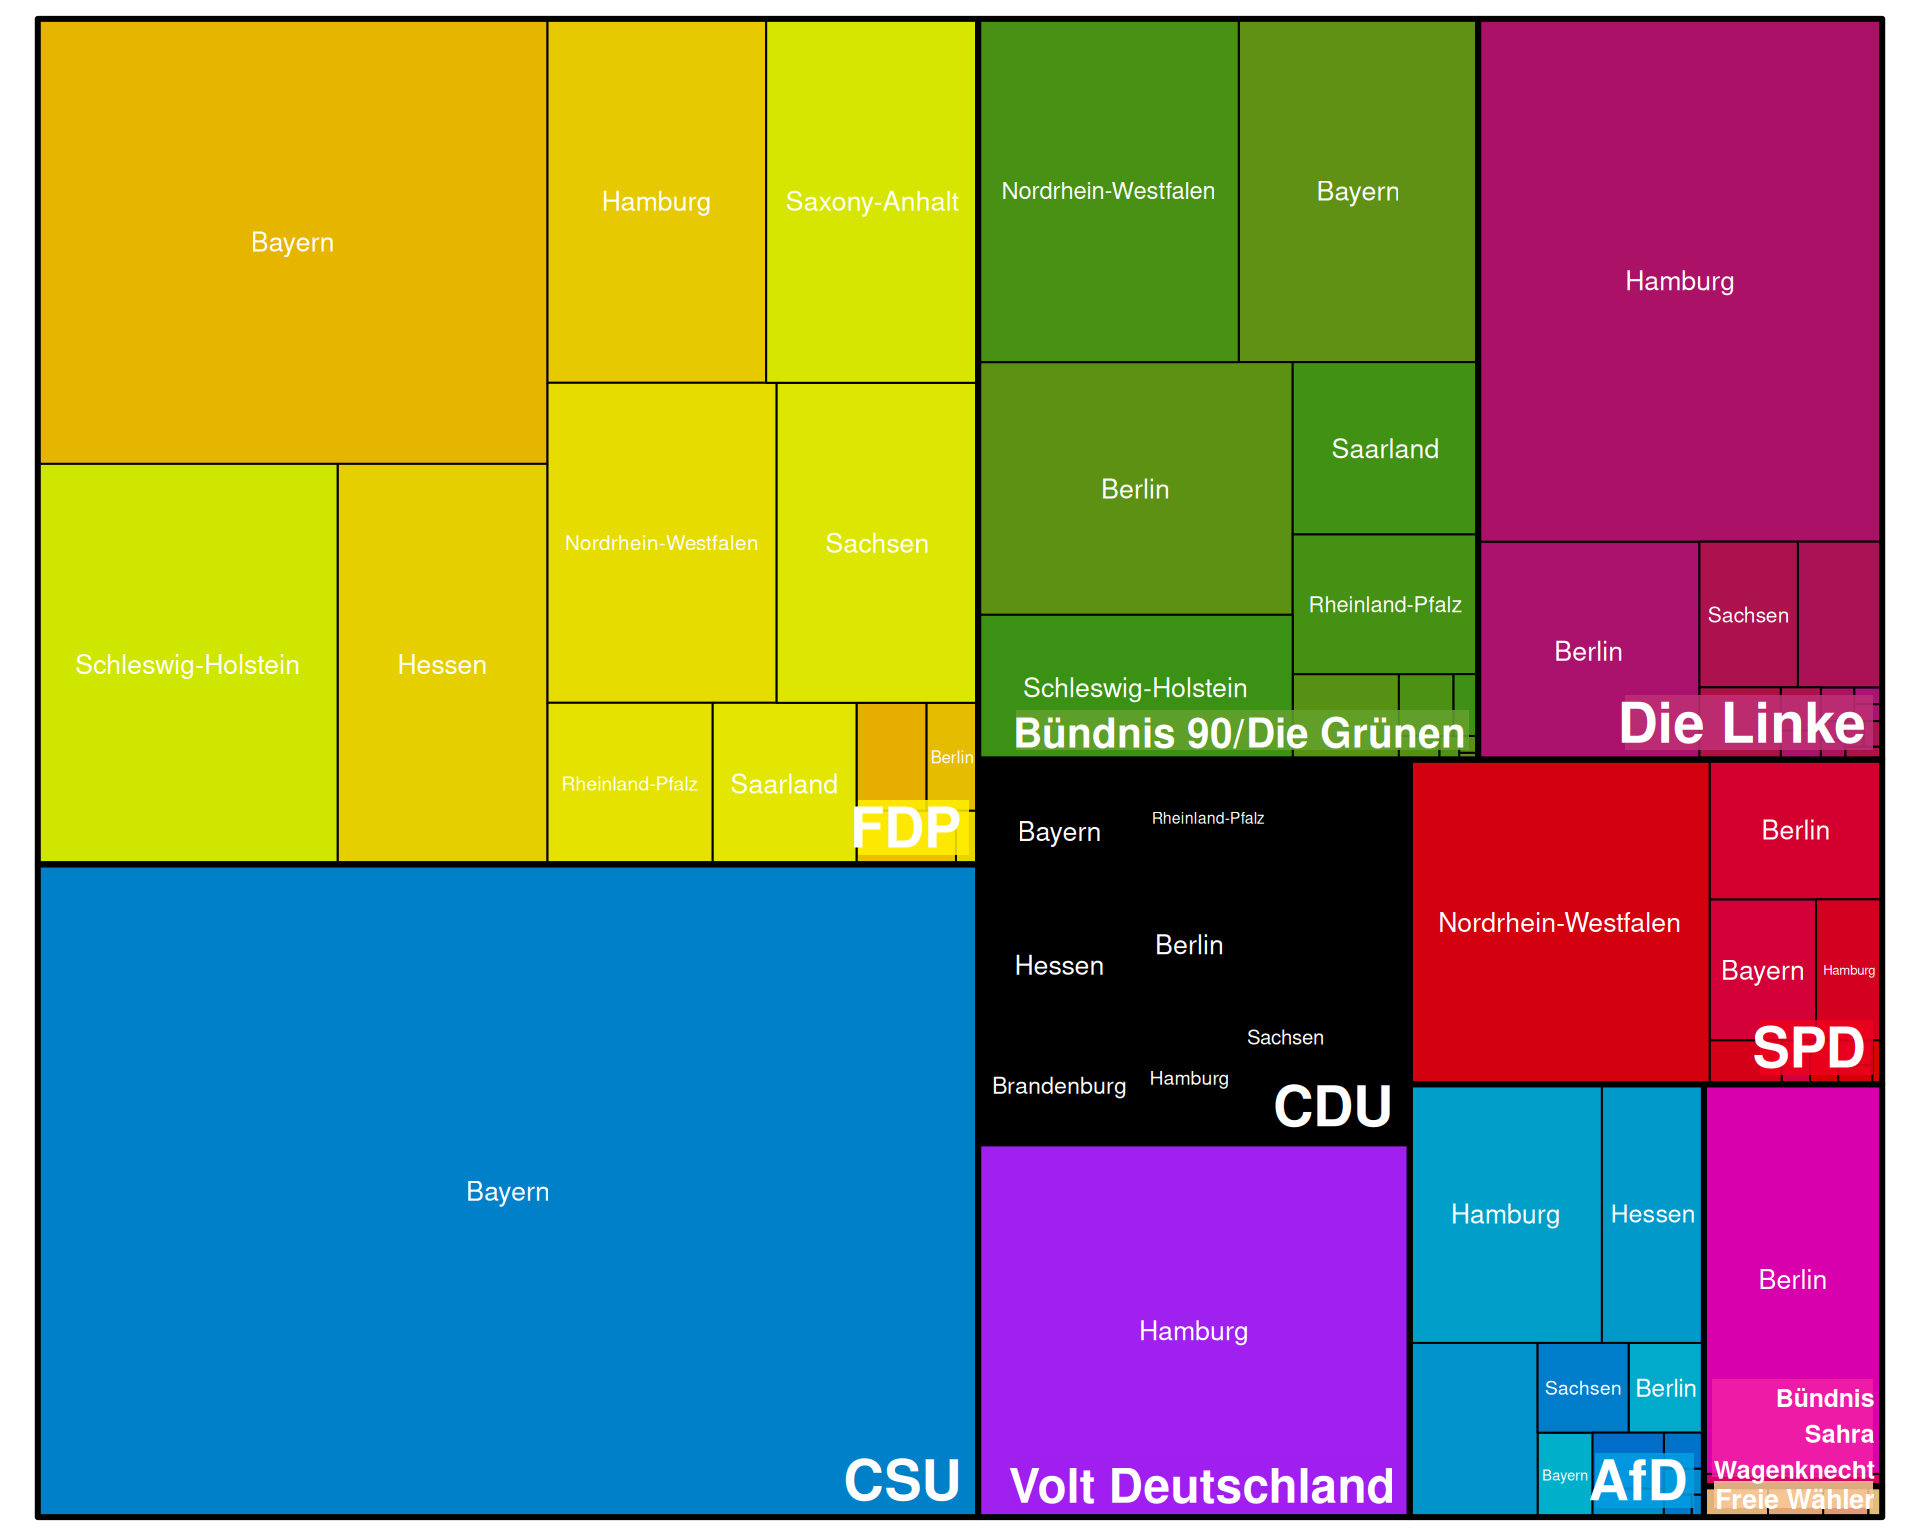 Bayern
Hamburg
Saxony-Anhalt
Schleswig-Holstein
Hessen
Nordrhein-Westfalen
Sachsen
Rheinland-Pfalz
Saarland
Berlin
FDP
Bayern
CSU
Nordrhein-Westfalen
Bayern
Berlin
Saarland
Rheinland-Pfalz
Schleswig-Holstein
Bündnis 90/Die Grünen
Hamburg
Berlin
Sachsen
Die Linke
Bayern
Rheinland-Pfalz
Hessen
Berlin
Sachsen
Brandenburg
Hamburg
CDU
Hamburg
Volt Deutschland
Nordrhein-Westfalen
Berlin
Bayern
Hamburg
SPD
Hamburg
Hessen
Sachsen
Berlin
Bayern
AfD
Berlin
Bündnis
Sahra
Wagenknecht
Freie Wähler